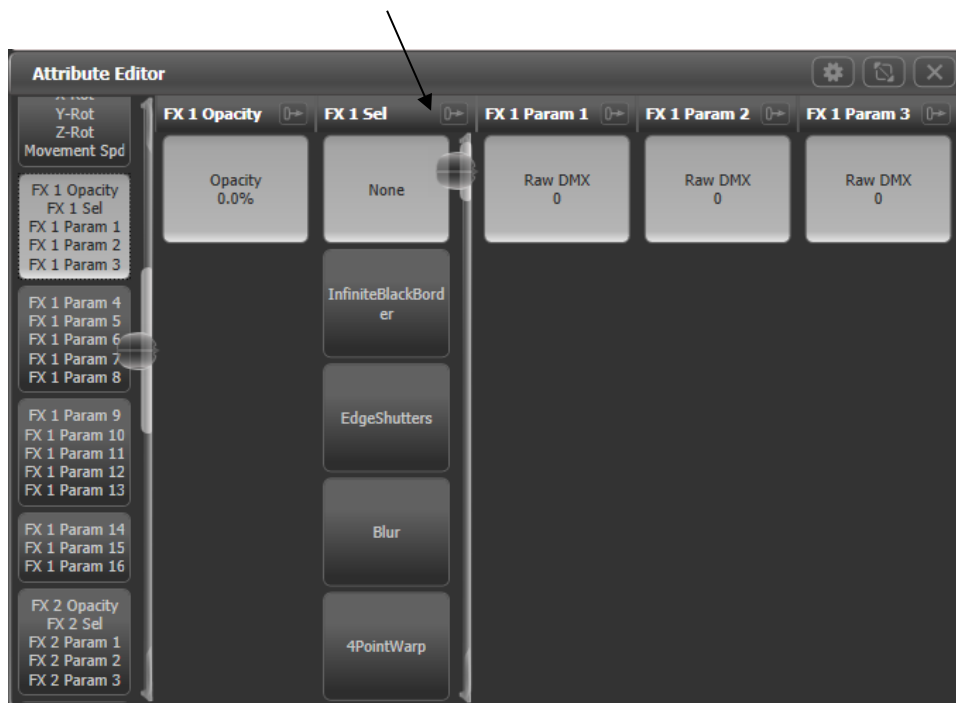 Attribute Editor
X-Rot
Y-Rot
Z-Rot
Movement Spd
FX 1 Opacity
FX 1 Sel
FX 1 Param 1
FX 1 Param 2
FX 1 Param 3
FX 1 Param 4
FX 1 Param 5
FX 1 Param 6
FX 1 Param 7
FX 1 Param 8
FX 1 Param 9
FX 1 Param 10
FX 1 Param 11
FX 1 Param 12
FX 1 Param 13
FX 1 Param 14
FX 1 Param 15
FX 1 Param 16
FX 2 Opacity
FX 2 Sel
FX 2 Param 1
FX 2 Param 2
FX 2 Param 3
FX 1 Opacity
Opacity
0.0%
FX 1 Sel
None
InfiniteBlackBord
er
EdgeShutters
Blur
4PointWarp
FX 1 Param 1
Raw DMX
0
FX 1 Param 2
Raw DMX
0
FX 1 Param 3
Raw DMX
0